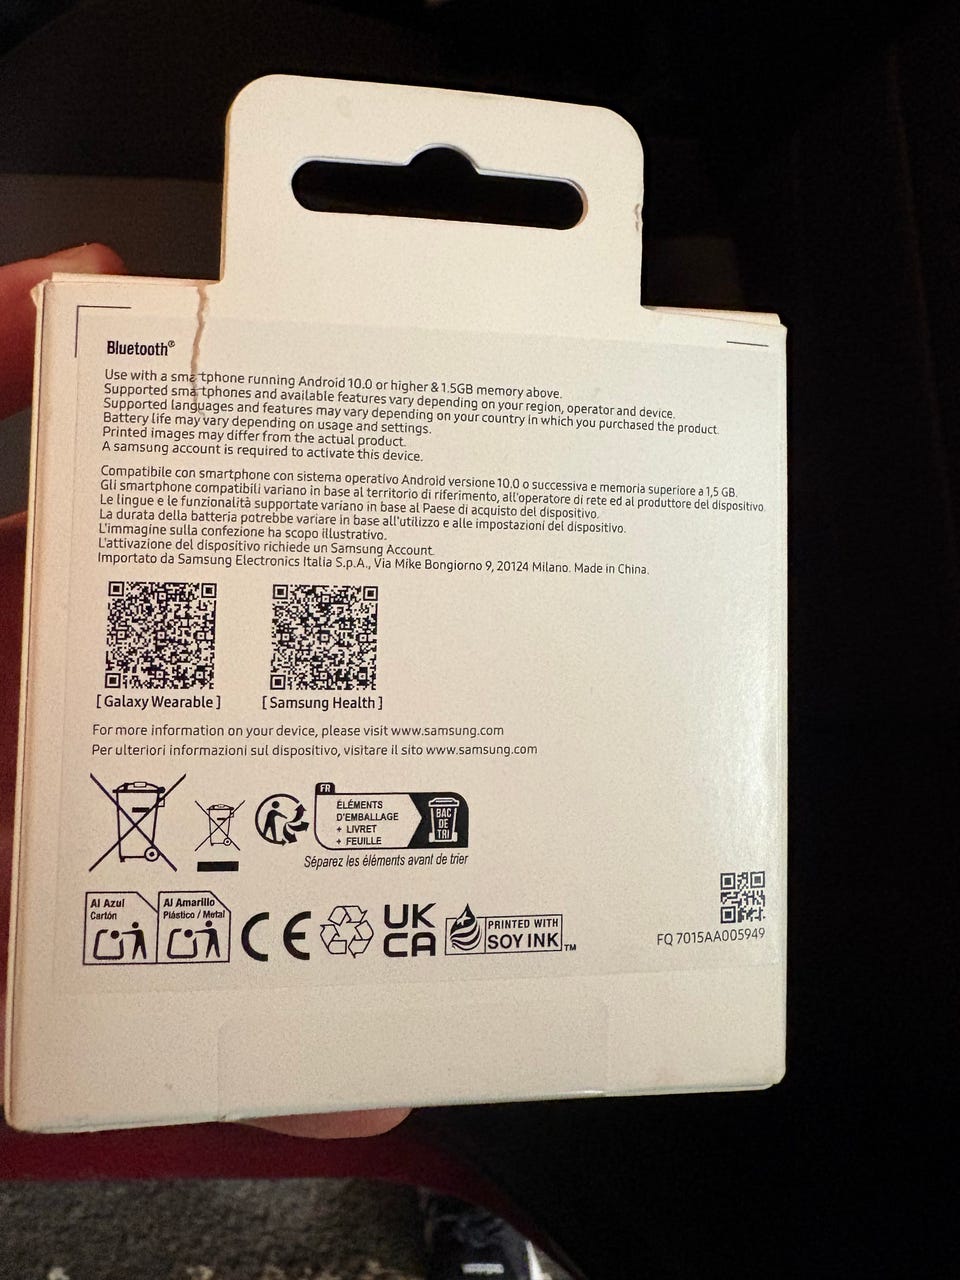 Bluetooth®
Use with a smartphone running Android 10.0 or higher & 1.5GB memory above.
Supported smartphones and available features vary depending on your region, operator and device.
Supported languages and features may vary depending on your country in which you purchased the product.
Battery life may vary depending on usage and settings.
Printed images may differ from the actual product.
A samsung account is required to activate this device.
Compatibile con smartphone con sistema operativo Android versione 10.0 o successiva e memoria superiore a 1,5 GB.
Gli smartphone compatibili variano in base al territorio di riferimento, all'operatore di rete ed al produttore del dispositivo.
Le lingue e le funzionalità supportate variano in base al Paese di acquisto del dispositivo.
La durata della batteria potrebbe variare in base all'utilizzo e alle impostazioni del dispositivo.
L'immagine sulla confezione ha scopo illustrativo.
L'attivazione del dispositivo richiede un Samsung Account.
Importato da Samsung Electronics Italia S.p.A., Via Mike Bongiorno 9, 20124 Milano. Made in China.
[ Galaxy Wearable ] [ Samsung Health ]
For more information on your device, please visit www.samsung.com
Per ulteriori informazioni sul dispositivo, visitare il sito www.samsung.com
FR
ÉLÉMENTS
D'EMBALLAGE
+ LIVRET
+ FEUILLE
BAC
DE
TRI
Séparez les éléments avant de trier
Al Azul
Cartón
Al Amarillo
Plástico / Metal
CE
UK
CA
PRINTED WITH
SOY INK™
FQ 7015AA005949